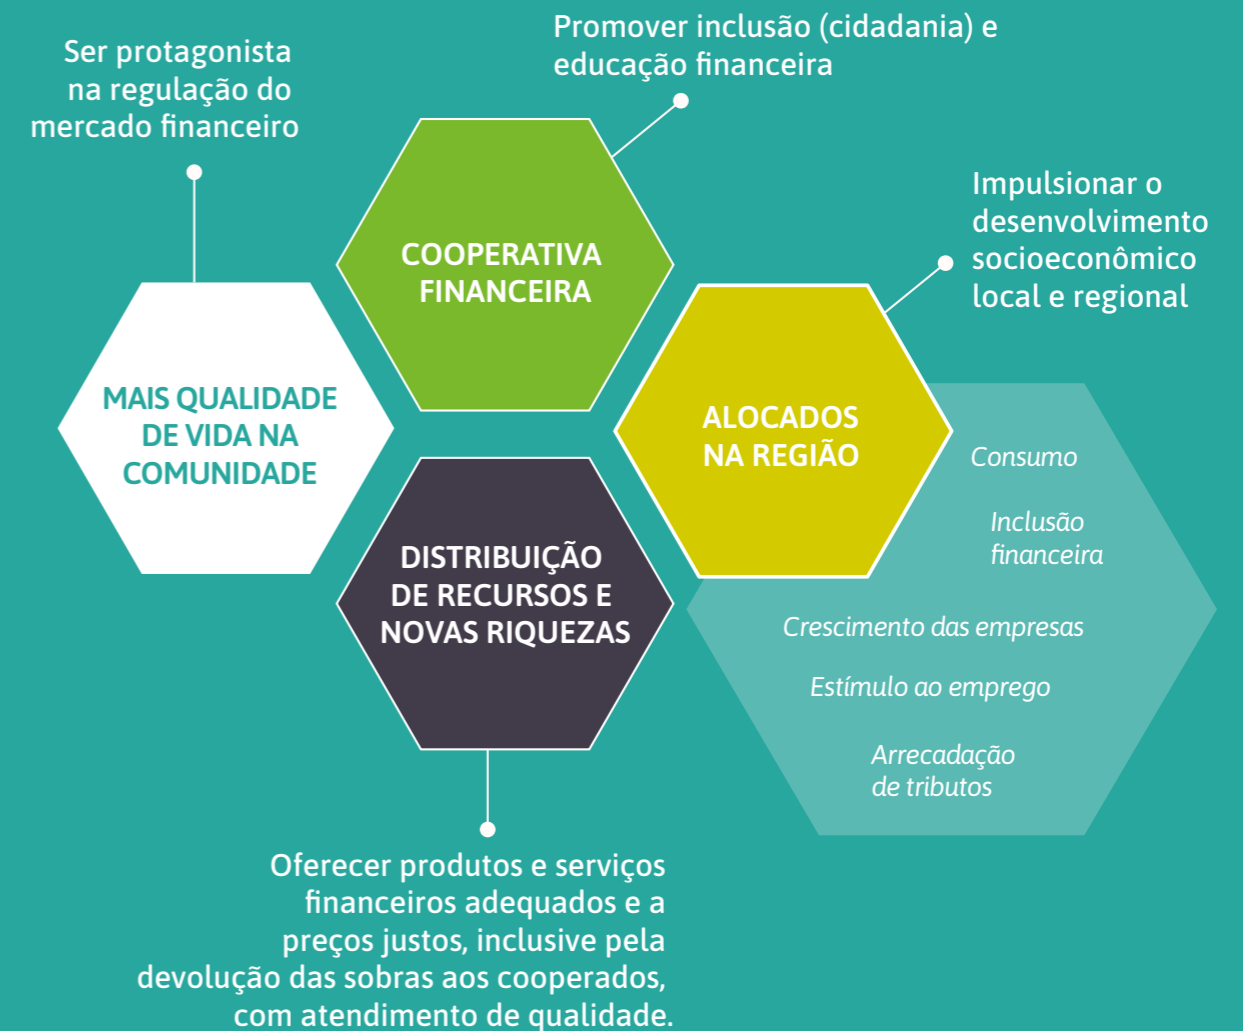 Ser protagonista
na regulação do
mercado financeiro
Promover inclusão (cidadania) e
educação financeira
Impulsionar o
desenvolvimento
socioeconômico
local e regional
COOPERATIVA
FINANCEIRA
MAIS QUALIDADE
DE VIDA NA
COMUNIDADE
ALOCADOS
NA REGIÃO
DISTRIBUIÇÃO
DE RECURSOS E
NOVAS RIQUEZAS
Consumo
Inclusão
financeira
Crescimento das empresas
Estímulo ao emprego
Arrecadação
de tributos
Oferecer produtos e serviços
financeiros adequados e a
preços justos, inclusive pela
devolução das sobras aos cooperados,
com atendimento de qualidade.